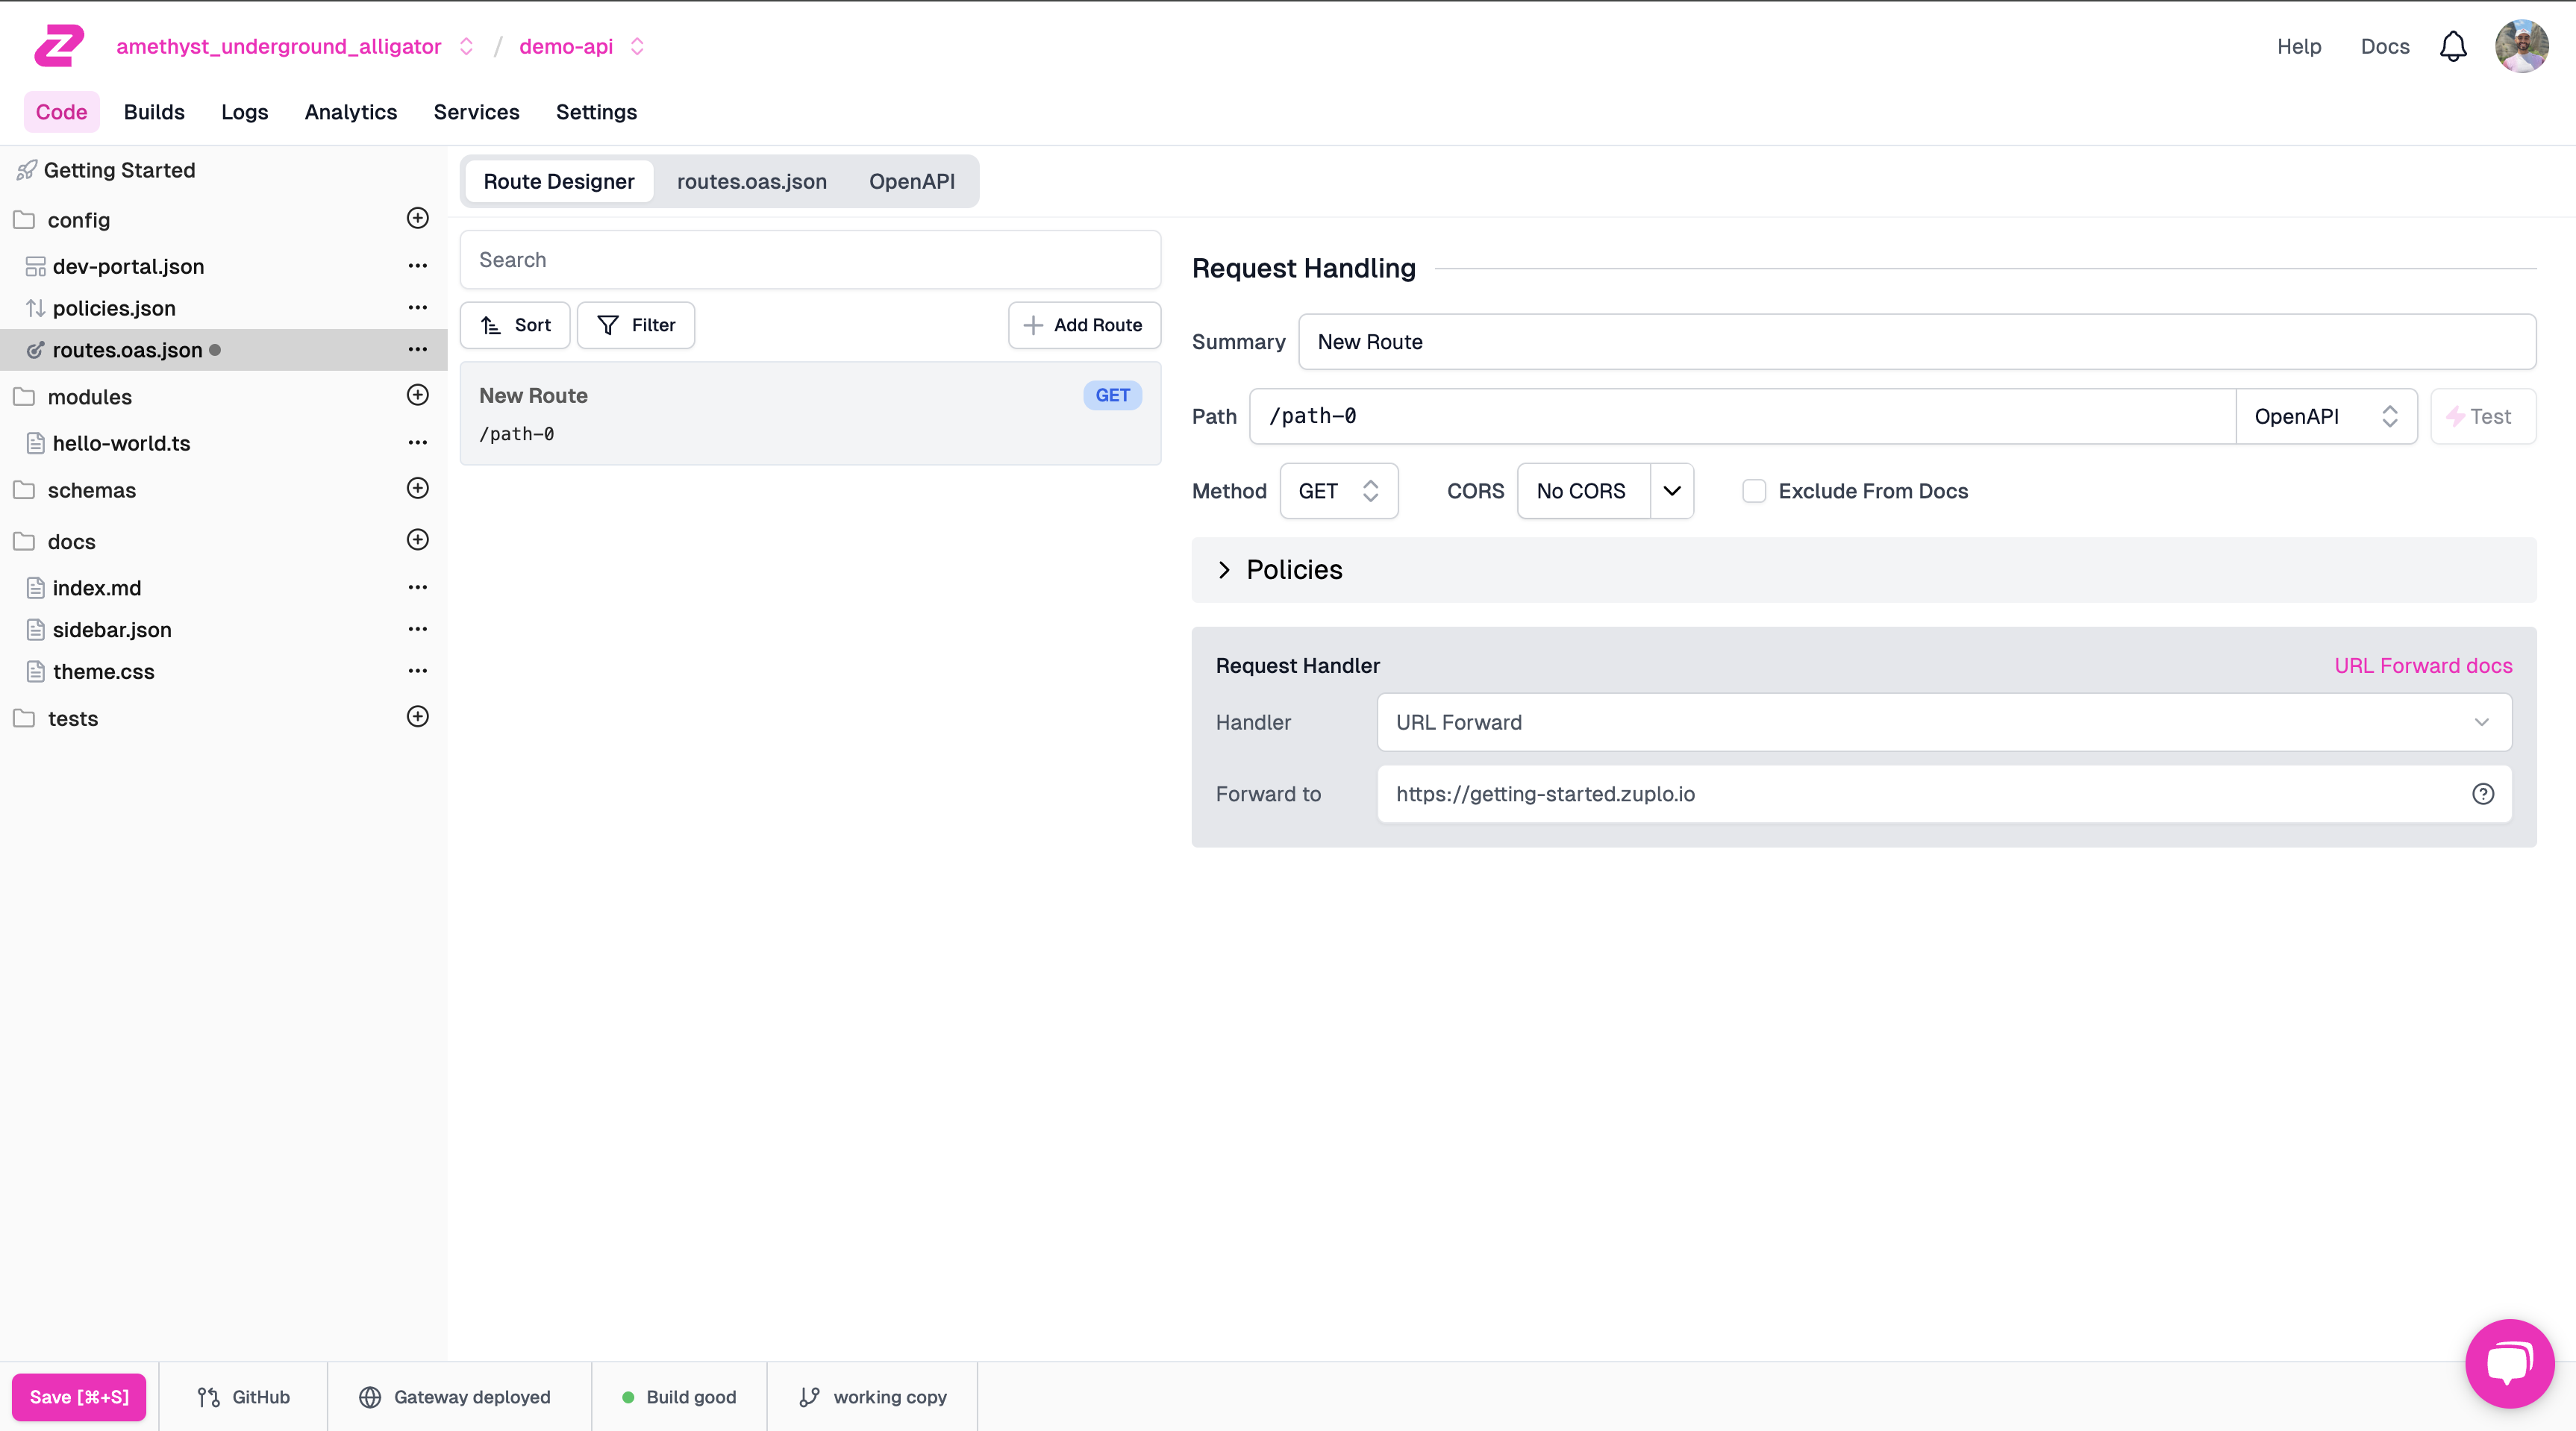 amethyst_underground_alligator / demo-api
Help Docs
Code Builds Logs Analytics Services Settings
Getting Started
config
dev-portal.json
policies.json
routes.oas.json
modules
hello-world.ts
schemas
docs
index.md
sidebar.json
theme.css
tests
Route Designer routes.oas.json OpenAPI
Search
Sort Filter Add Route
New Route GET
/path-0
Request Handling
Summary New Route
Path /path-0 OpenAPI Test
Method GET CORS No CORS Exclude From Docs
Policies
Request Handler URL Forward docs
Handler URL Forward
Forward to https://getting-started.zuplo.io
Save [⌘+S] GitHub Gateway deployed Build good working copy